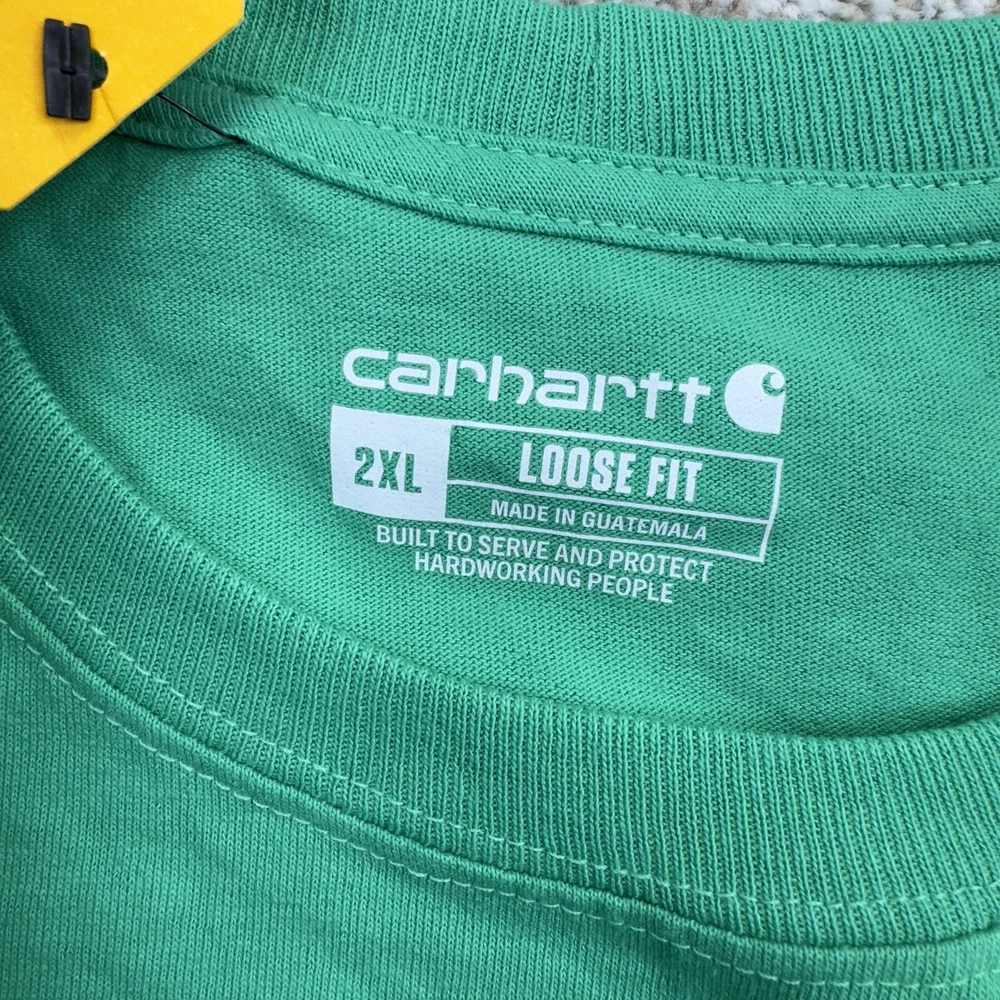 carhartt
2XL
LOOSE FIT
MADE IN GUATEMALA
BUILT TO SERVE AND PROTECT
HARDWORKING PEOPLE